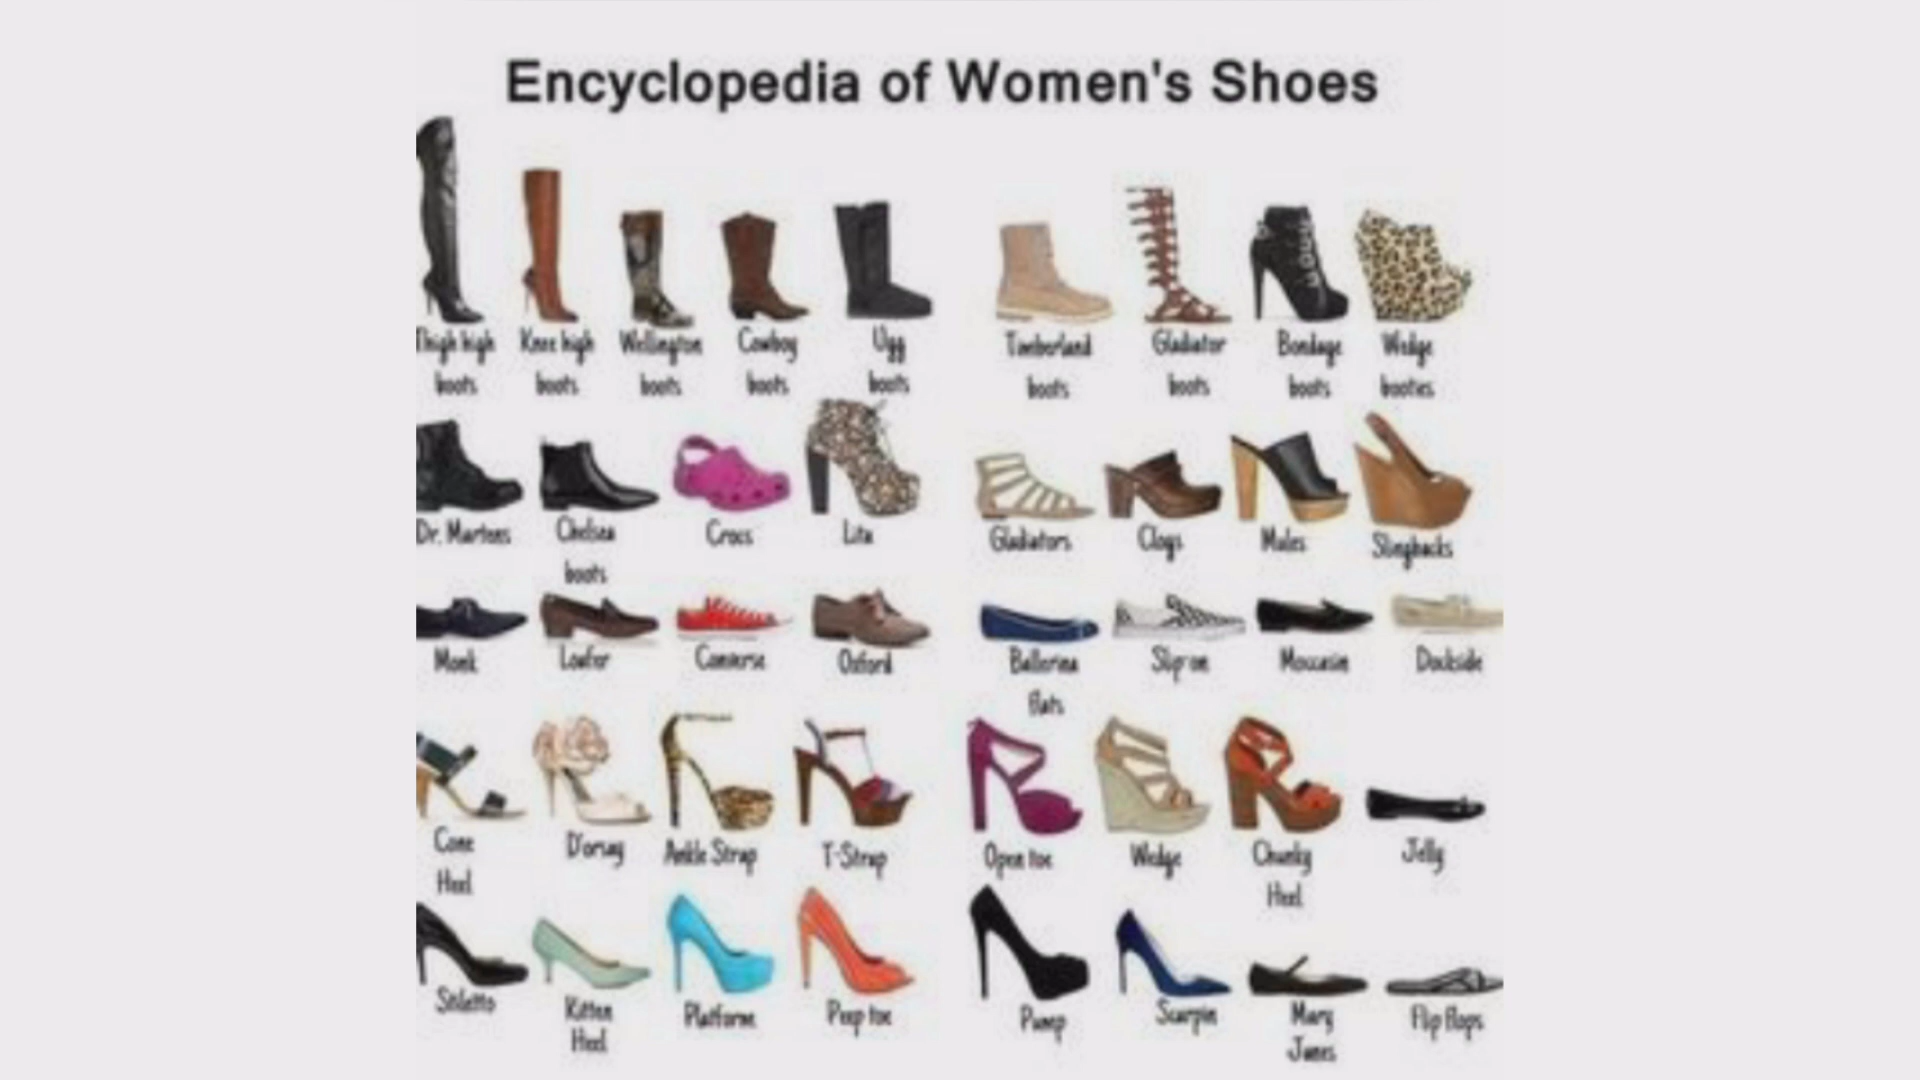 Encyclopedia of Women's Shoes
Thigh high Knee high Wellington Cowboy Ugg Timberland Gladiator Bondage Wedge
boots boots boots boots boots boots boots boots booties
Dr. Martens Chelsea Crocs Lita Gladiators Clogs Mules Slingbacks
boots
Monk Loafer Converse Oxford Ballerina Slip on Moccasin Dockside
flats
Cone D'orsay Ankle Strap T-Strap Open toe Wedge Chunky Jelly
Heel Heel
Stiletto Kitten Platform Peep toe Pump Scarpin Mary Flip flops
Heel Janes